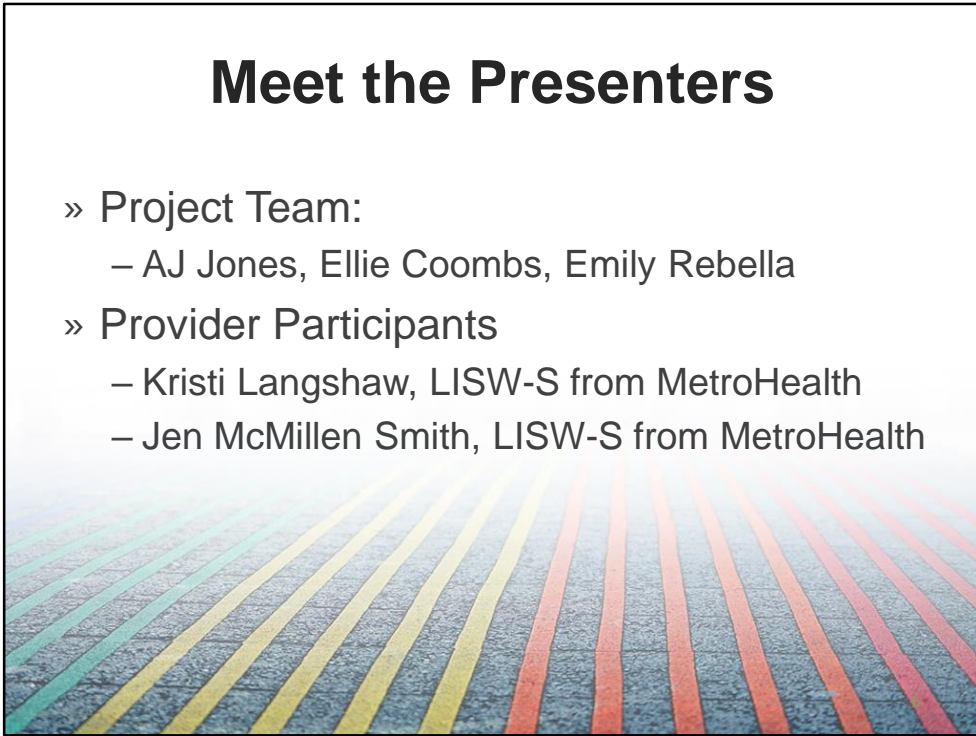 Meet the Presenters
» Project Team:
– AJ Jones, Ellie Coombs, Emily Rebella
» Provider Participants
– Kristi Langshaw, LISW-S from MetroHealth
– Jen McMillen Smith, LISW-S from MetroHealth